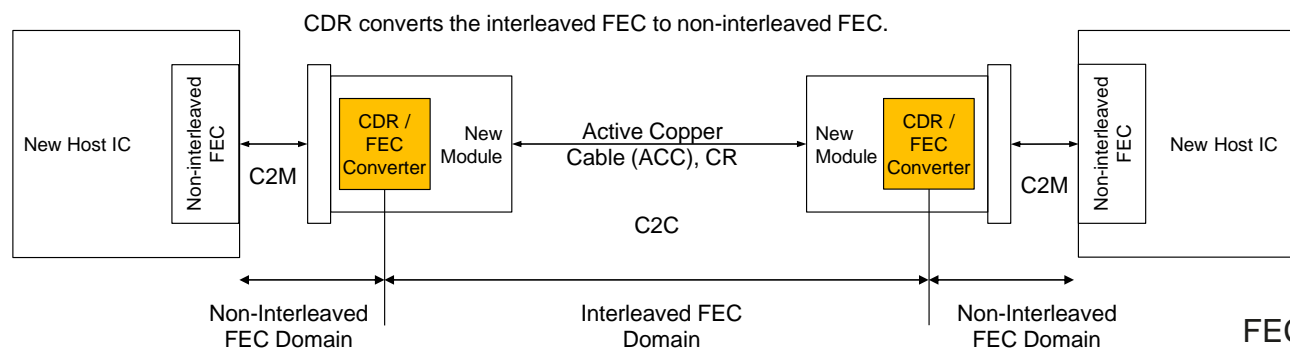 CDR converts the interleaved FEC to non-interleaved FEC.
New Host IC
Non-interleaved
FEC
C2M
CDR /
FEC
Converter
New
Module
Active Copper
Cable (ACC), CR
C2C
New
Module
CDR /
FEC
Converter
C2M
Non-interleaved
FEC
New Host IC
Non-Interleaved
FEC Domain
Interleaved FEC
Domain
Non-Interleaved
FEC Domain
FEC